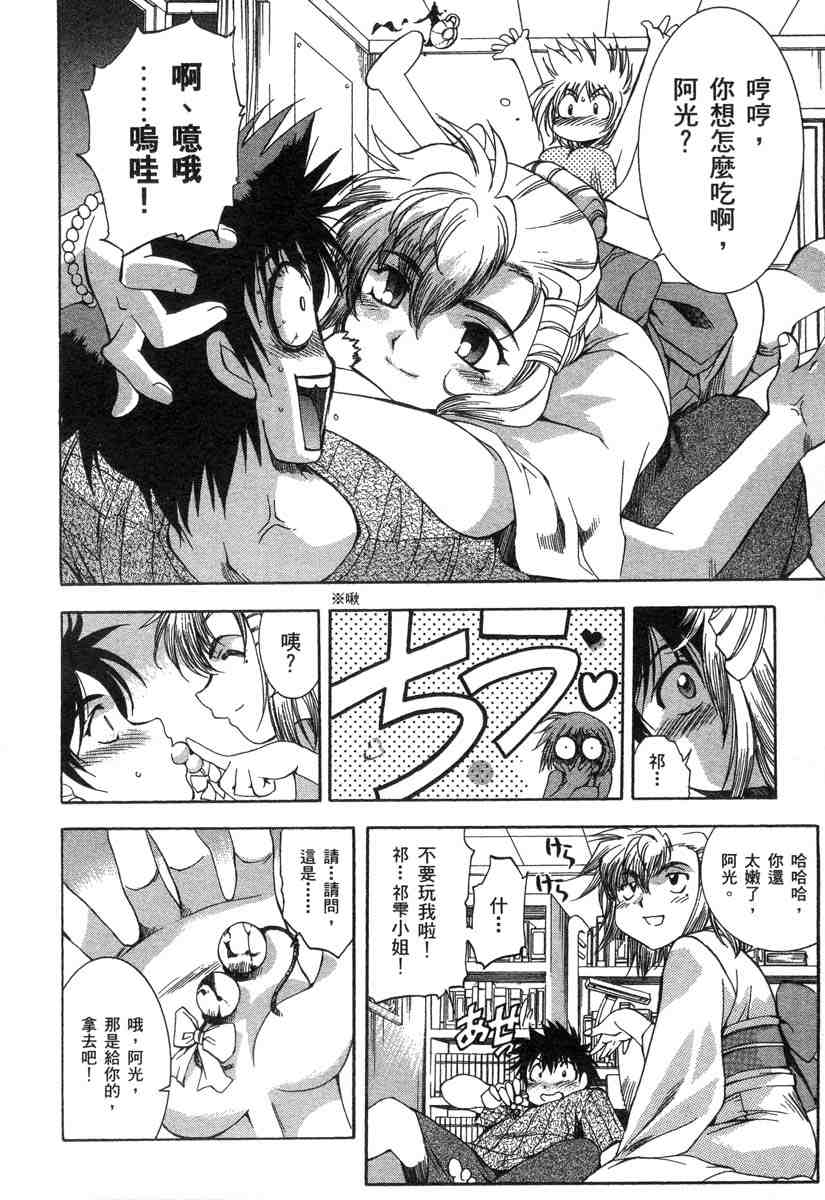 哼哼，
你想怎麼吃啊，
阿光？
啊、噫哦
……嗚哇！
祁…
※啾
ちつ
咦？
哈哈哈，
你還
太嫩了，
阿光。
けら
けら
什…
不要玩我啦！
祁…祁雫小姐！
あせっ
請…請問，
這是……
哦，阿光，
那是給你的，
拿去吧！